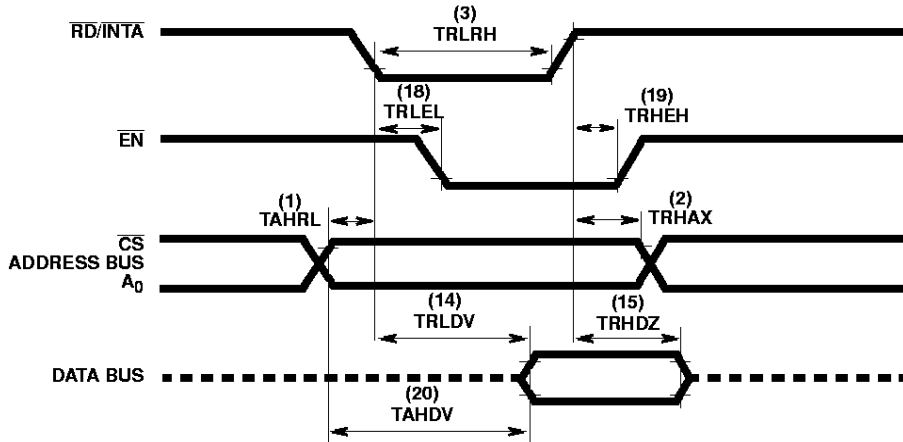 RD/INTA
(3)
TRLRH
(18)
TRLEL
(19)
TRHEH
EN
(1)
TAHRL
(2)
TRHAX
CS
ADDRESS BUS
A0
(14)
TRLDV
(15)
TRHDZ
DATA BUS
(20)
TAHDV